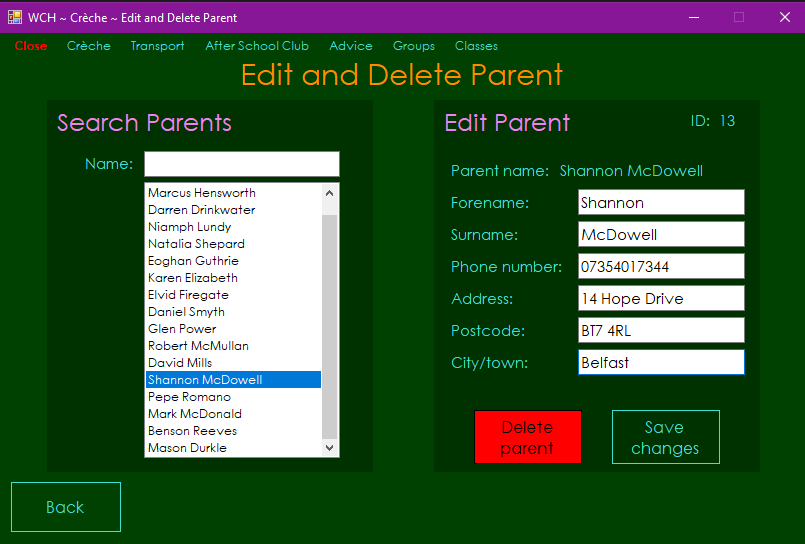 WCH ~ Crèche ~ Edit and Delete Parent
Close Crèche Transport After School Club Advice Groups Classes
Edit and Delete Parent
Search Parents
Name:
Marcus Hensworth
Darren Drinkwater
Niamph Lundy
Natalia Shepard
Eoghan Guthrie
Karen Elizabeth
Elvid Firegate
Daniel Smyth
Glen Power
Robert McMullan
David Mills
Shannon McDowell
Pepe Romano
Mark McDonald
Benson Reeves
Mason Durkle
Edit Parent
ID: 13
Parent name: Shannon McDowell
Forename: Shannon
Surname: McDowell
Phone number: 07354017344
Address: 14 Hope Drive
Postcode: BT7 4RL
City/town: Belfast
Delete
parent
Save
changes
Back